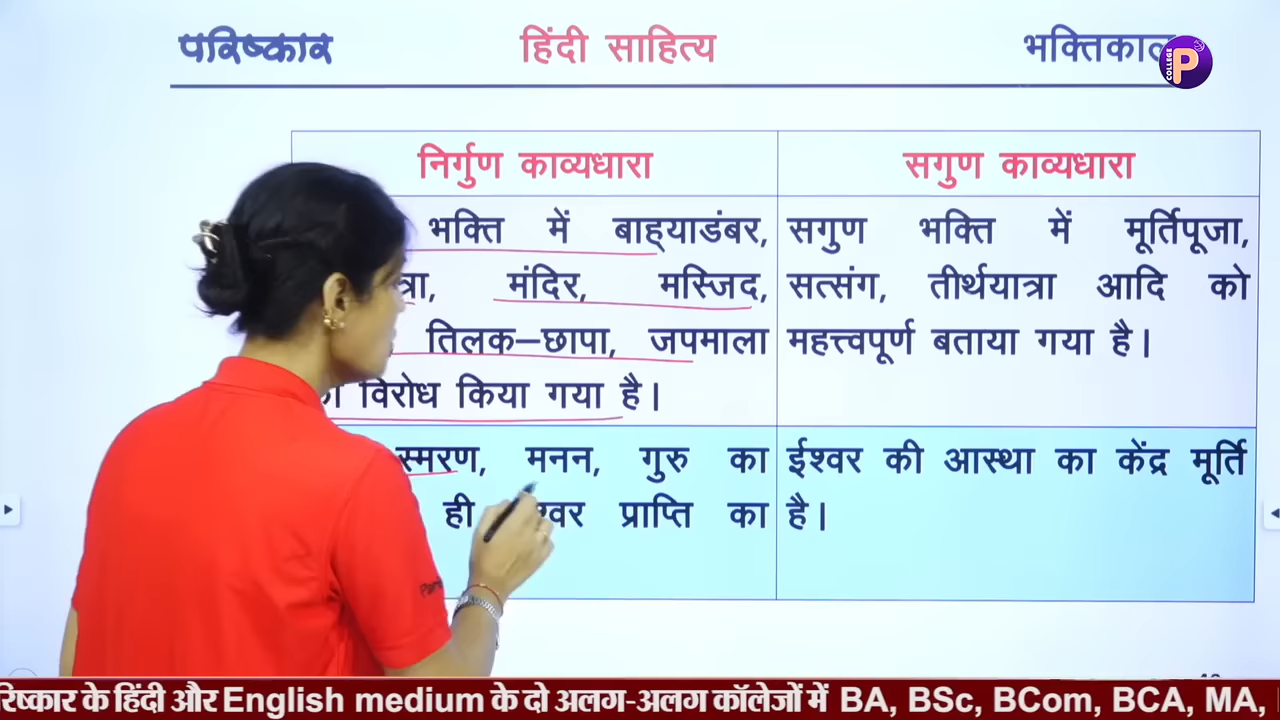 परिष्कार
हिंदी साहित्य
भक्तिकाल
COLLEGE P
निर्गुण काव्यधारा
सगुण काव्यधारा
भक्ति में बाह्याडंबर,
मंदिर, मस्जिद,
तिलक–छापा, जपमाला
विरोध किया गया है।
सगुण भक्ति में मूर्तिपूजा,
सत्संग, तीर्थयात्रा आदि को
महत्त्वपूर्ण बताया गया है।
स्मरण, मनन, गुरु का
ही प्राप्ति का
ईश्वर की आस्था का केंद्र मूर्ति
है।
के हिंदी और English medium के दो अलग-अलग कॉलेजों में BA, BSc, BCom, BCA, MA,